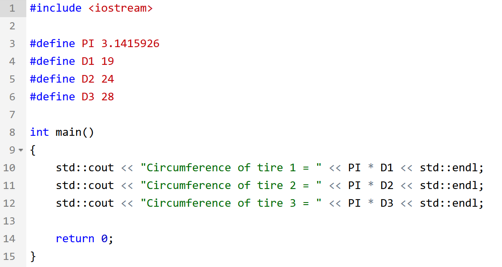 1 #include <iostream>
2
3 #define PI 3.1415926
4 #define D1 19
5 #define D2 24
6 #define D3 28
7
8 int main()
9 {
10     std::cout << "Circumference of tire 1 = " << PI * D1 << std::endl;
11     std::cout << "Circumference of tire 2 = " << PI * D2 << std::endl;
12     std::cout << "Circumference of tire 3 = " << PI * D3 << std::endl;
13
14     return 0;
15 }